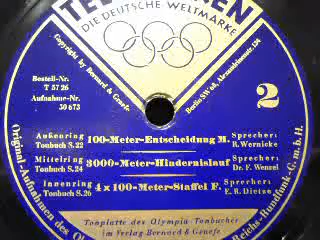 TELEFUNKEN
DIE DEUTSCHE WELTMARKE
Copyright by Bernard & Graefe
Berlin SW 68, Alexandrinenstr. 134
Bestell-Nr.
T 5726
Aufnahme-Nr.
50 673
2
Außenring 100-Meter-Entscheidung M. Sprecher:
Tonbuch S.22 R. Wernicke
Mittelring 3000-Meter-Hindernislauf Sprecher:
Tonbuch S.24 Dr. F. Wenzel
Innenring 4 x 100-Meter-Staffel F. Sprecher:
Tonbuch S.26 E. R. Dietze
Tonplatte des Olympia Tonbuches
im Verlag Bernard & Graefe
Original-Aufnahmen des
Reichs-Rundfunk-G.m.b.H.